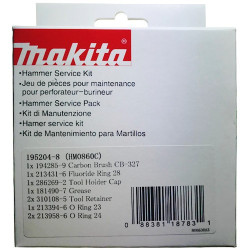 makita
• Hammer Service Kit
• Jeu de pièces pour maintenance
pour perforateur-burineur
• Hammer Service Pack
• Kit di Manutenzione
• Hamer service kit
• Kit de Mantenimiento para Martillos
195204-8 (HM0860C)
1x 194285-9 Carbon Brush CB-327
1x 213431-6 Fluoride Ring 28
1x 286269-2 Tool Holder Cap
1x 181490-7 Grease
2x 310108-5 Tool Retainer
1x 213394-6 O Ring 23
2x 213958-6 O Ring 24
0 88381 18783 1